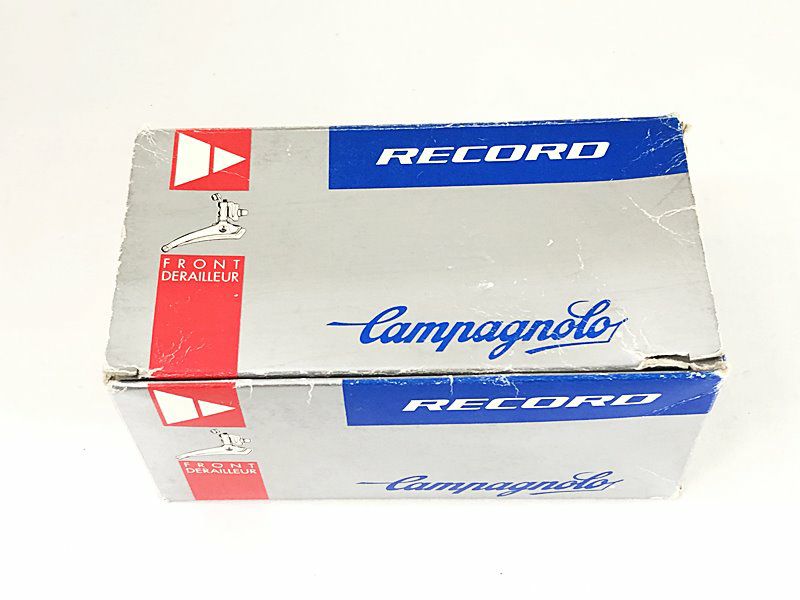 RECORD
FRONT
DERAILLEUR
Campagnolo
RECORD
FRONT
DERAILLEUR
Campagnolo